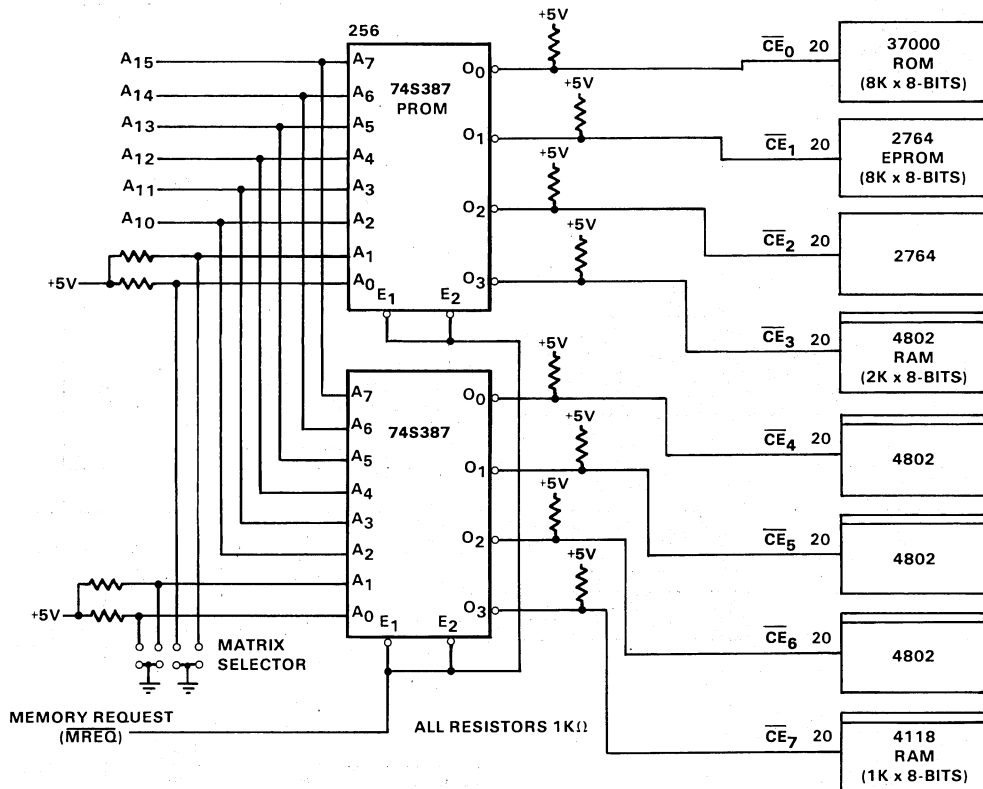 256
+5V
A15
A14
A13
A12
A11
A10
+5V
A7
A6
A5
A4
A3
A2
A1
A0
74S387
PROM
E1 E2
O0
O1
O2
O3
+5V
+5V
+5V
CE0 20
37000
ROM
(8K x 8-BITS)
CE1 20
2764
EPROM
(8K x 8-BITS)
CE2 20
2764
CE3 20
4802
RAM
(2K x 8-BITS)
+5V
A7
A6
A5
A4
A3
A2
A1
A0
74S387
E1 E2
O0
O1
O2
O3
+5V
+5V
+5V
+5V
CE4 20
4802
CE5 20
4802
CE6 20
4802
CE7 20
4118
RAM
(1K x 8-BITS)
MATRIX
SELECTOR
MEMORY REQUEST
(MREQ)
ALL RESISTORS 1KΩ